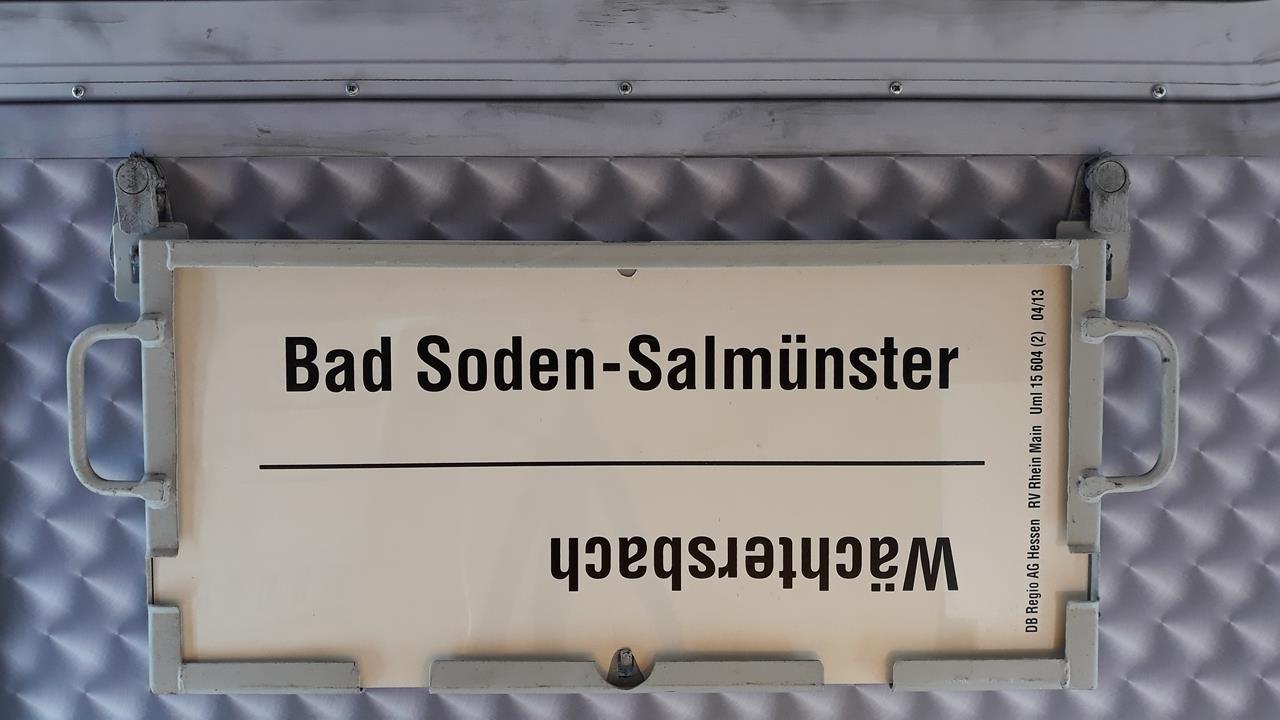 Bad Soden-Salmünster
Wächtersbach
DB Regio AG Hessen RV Rhein Main Uml 15 604 (2) 04/13